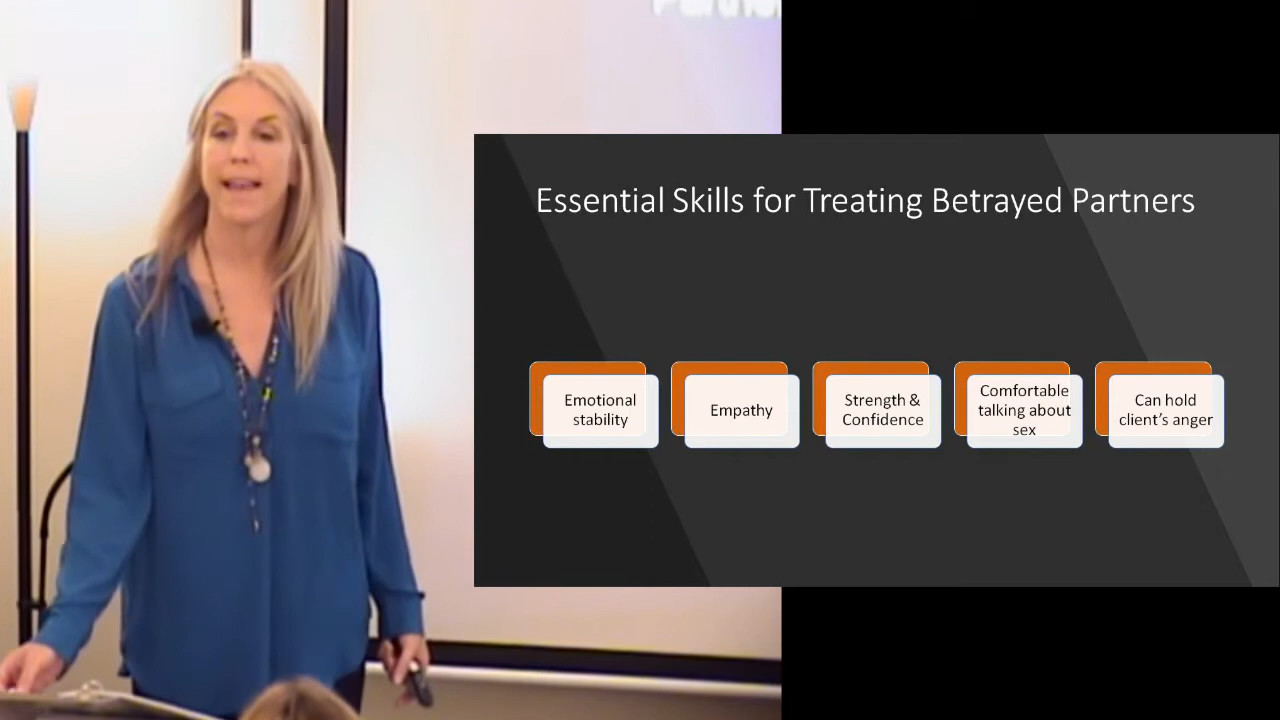 Essential Skills for Treating Betrayed Partners
Emotional
stability
Empathy
Strength &
Confidence
Comfortable
talking about
sex
Can hold
client's anger